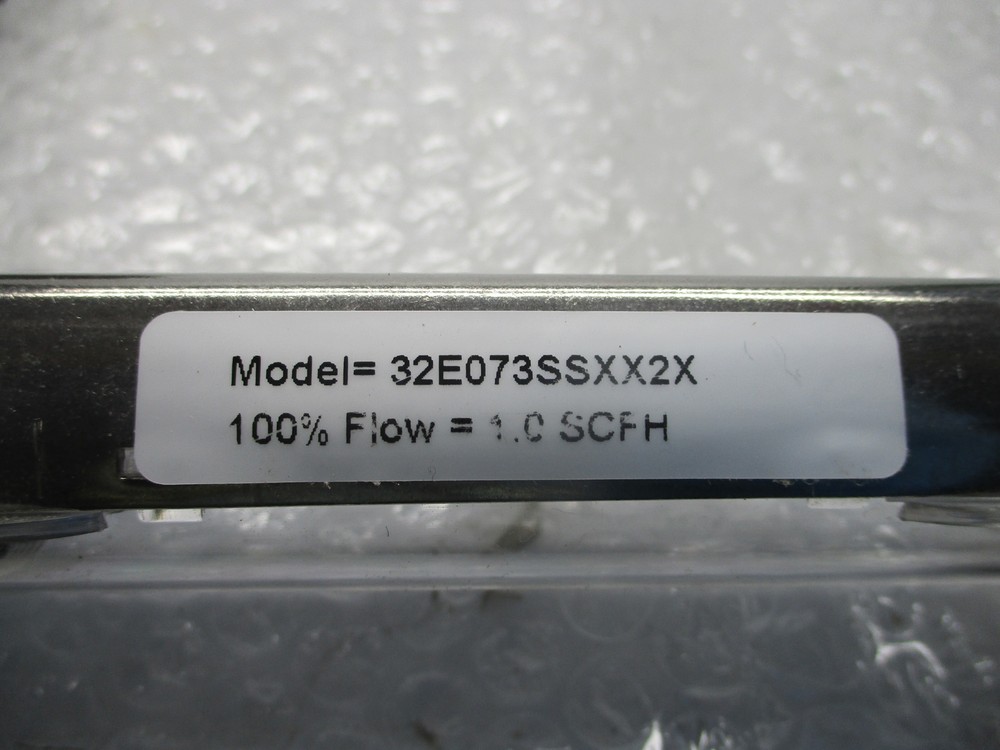 Model= 32E073SSXX2X
100% Flow = 1.0 SCFH